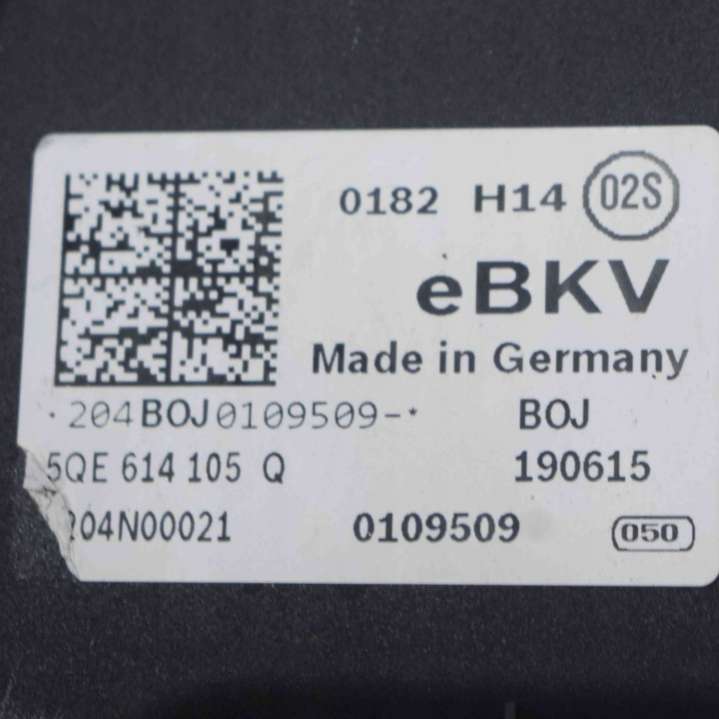 0182 H14 02S
eBKV
Made in Germany
·204BOJ0109509-* BOJ
5QE 614 105 Q 190615
204N00021 0109509 050